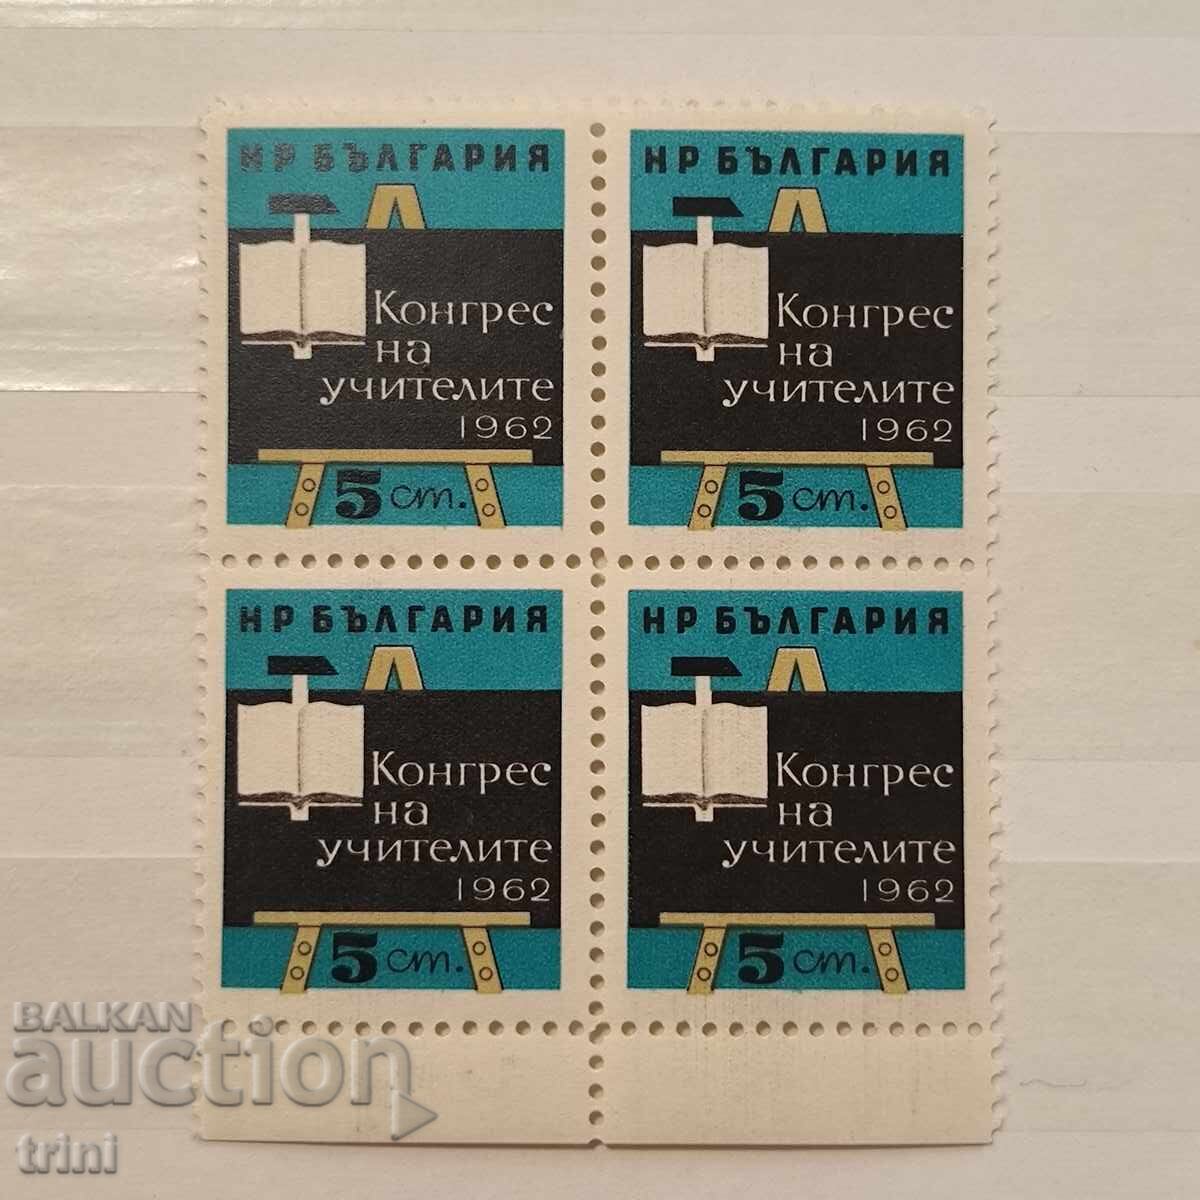 НР БЪЛГАРИЯ
Конгрес
на
учителите
1962
5 ст.
НР БЪЛГАРИЯ
Конгрес
на
учителите
1962
5 ст.
НР БЪЛГАРИЯ
Конгрес
на
учителите
1962
5 ст.
НР БЪЛГАРИЯ
Конгрес
на
учителите
1962
5 ст.
BALKAN
auction
trini